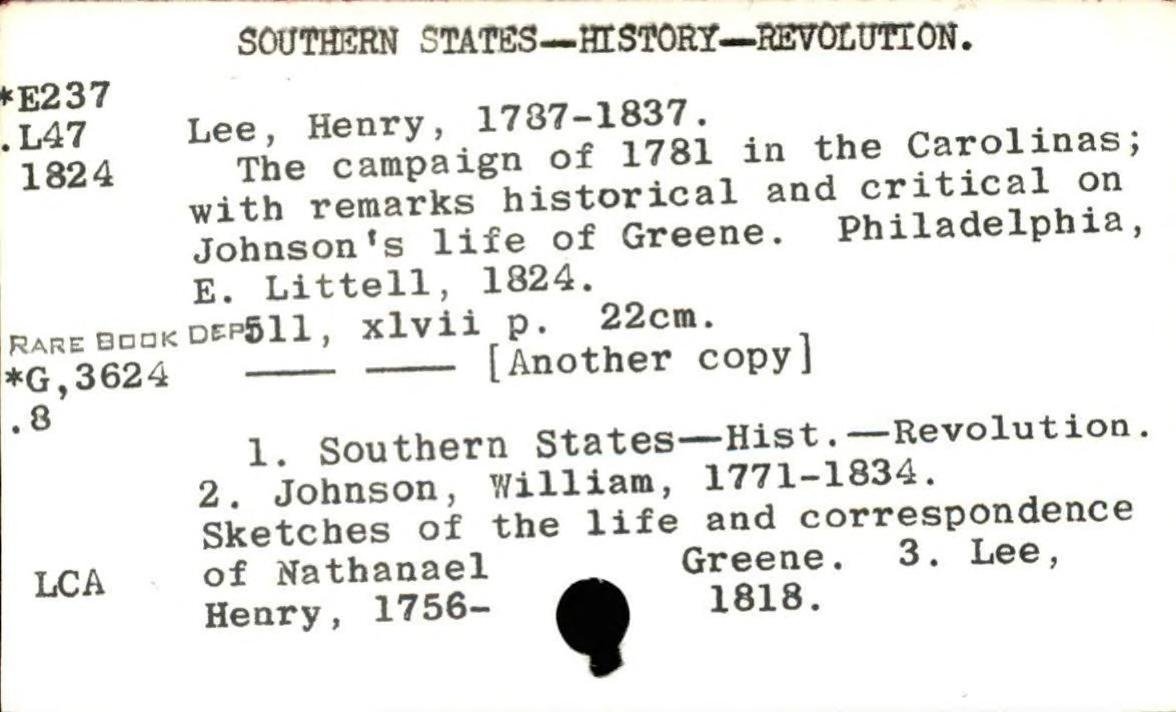 SOUTHERN STATES—HISTORY—REVOLUTION.
*E237
.L47 Lee, Henry, 1787-1837.
1824 The campaign of 1781 in the Carolinas;
with remarks historical and critical on
Johnson's life of Greene. Philadelphia,
E. Littell, 1824.
RARE BOOK DEP 511, xlvii p. 22cm.
*G,3624 —— —— [Another copy]
.8
1. Southern States—Hist.—Revolution.
2. Johnson, William, 1771-1834.
Sketches of the life and correspondence
LCA of Nathanael Greene. 3. Lee,
Henry, 1756- 1818.